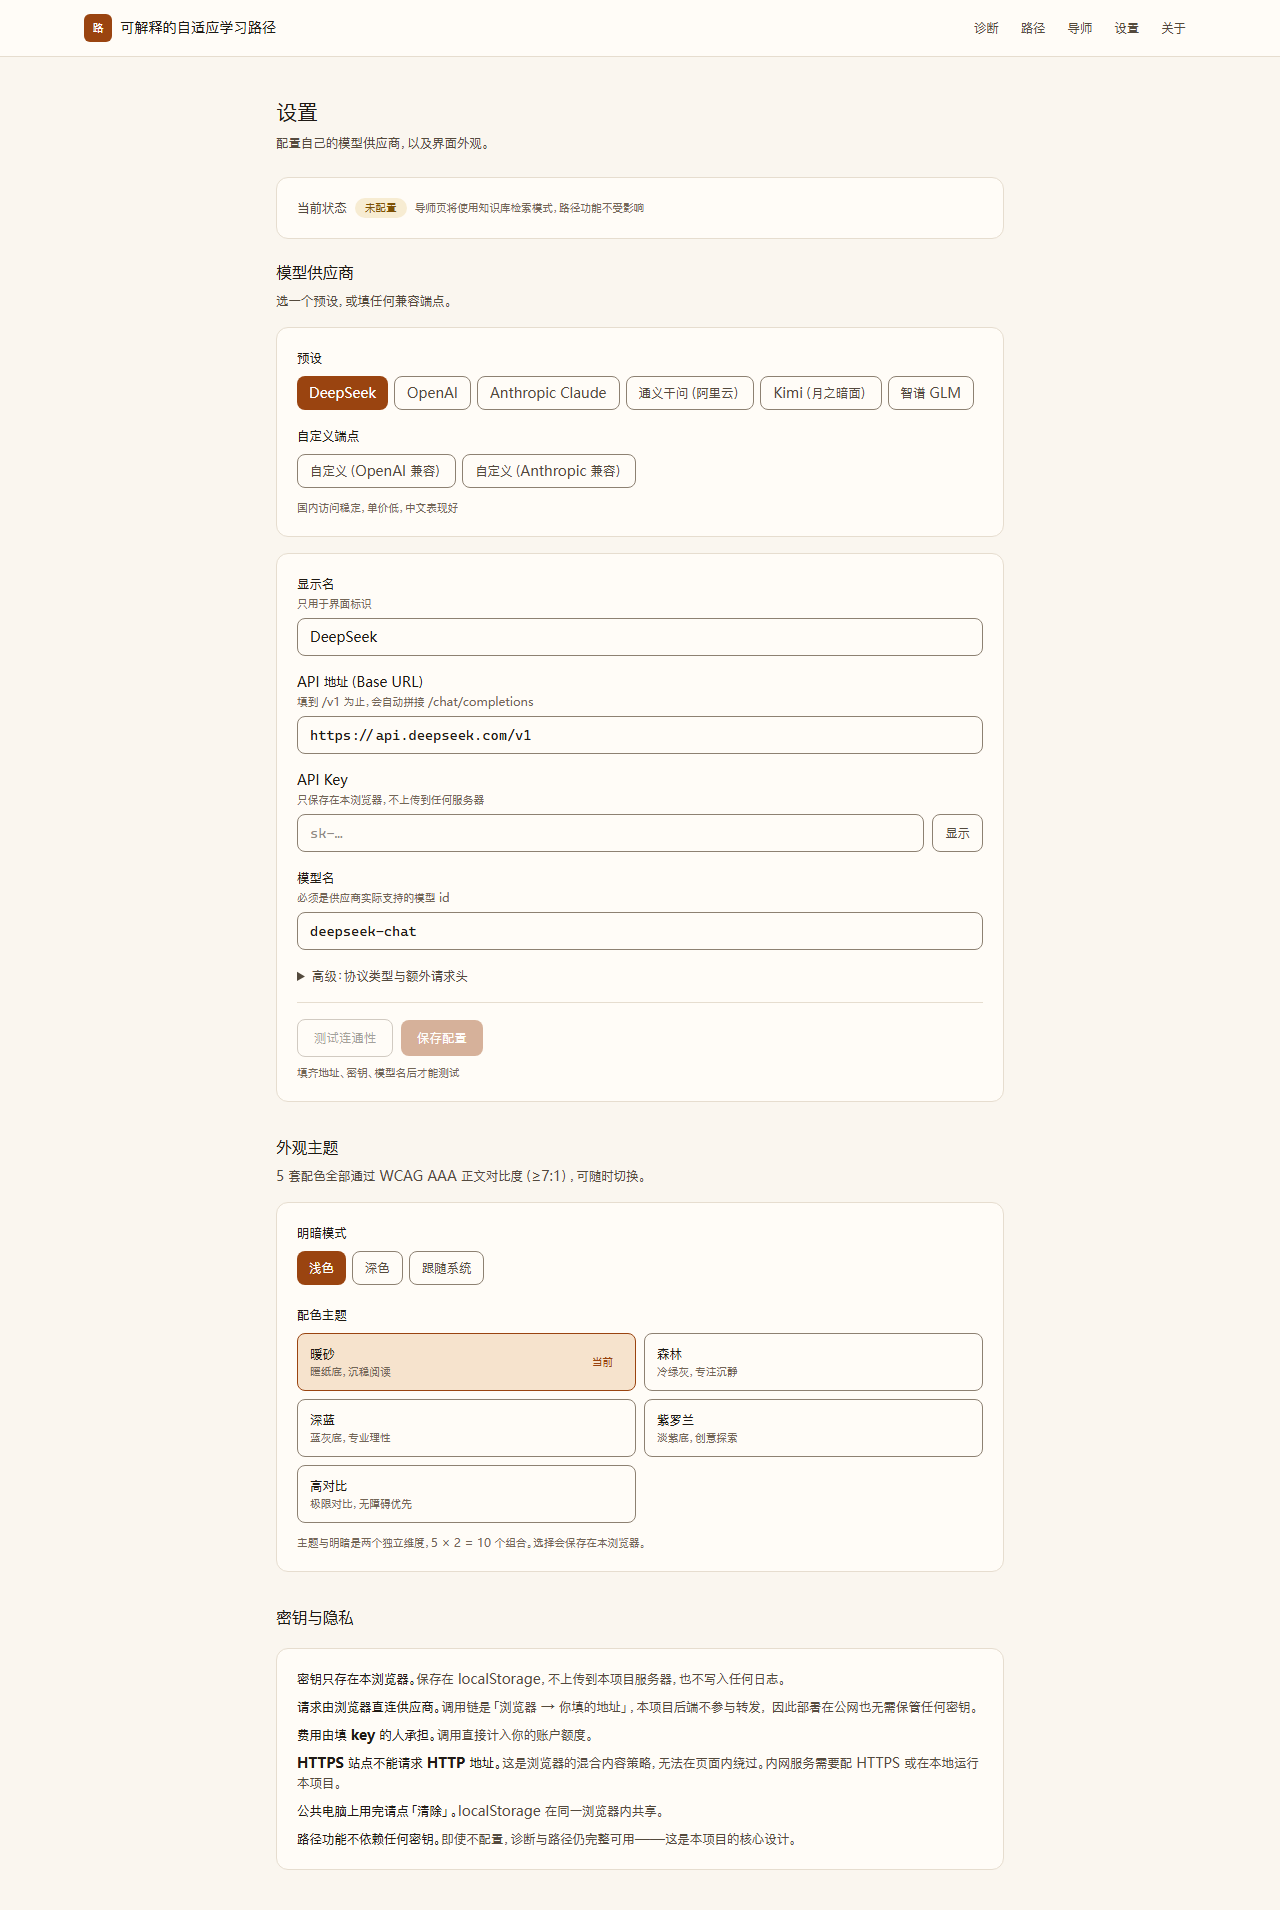 路 可解释的自适应学习路径
诊断 路径 导师 设置 关于
设置
配置自己的模型供应商，以及界面外观。
当前状态 未配置 导师页将使用知识库检索模式，路径功能不受影响
模型供应商
选一个预设，或填任何兼容端点。
预设
DeepSeek OpenAI Anthropic Claude 通义千问 (阿里云) Kimi (月之暗面) 智谱 GLM
自定义端点
自定义 (OpenAI 兼容) 自定义 (Anthropic 兼容)
国内访问稳定，单价低，中文表现好
显示名
只用于界面标识
DeepSeek
API 地址 (Base URL)
填到 /v1 为止，会自动拼接 /chat/completions
https://api.deepseek.com/v1
API Key
只保存在本浏览器，不上传到任何服务器
sk-…
显示
模型名
必须是供应商实际支持的模型 id
deepseek-chat
▶ 高级：协议类型与额外请求头
测试连通性 保存配置
填齐地址、密钥、模型名后才能测试
外观主题
5 套配色全部通过 WCAG AAA 正文对比度 (≥7:1) ，可随时切换。
明暗模式
浅色 深色 跟随系统
配色主题
暖砂
暖纸底，沉稳阅读
当前
森林
冷绿灰，专注沉静
深蓝
蓝灰底，专业理性
紫罗兰
淡紫底，创意探索
高对比
极限对比，无障碍优先
主题与明暗是两个独立维度，5 × 2 = 10 个组合。选择会保存在本浏览器。
密钥与隐私
密钥只存在本浏览器。保存在 localStorage，不上传到本项目服务器，也不写入任何日志。
请求由浏览器直连供应商。调用链是「浏览器 → 你填的地址」，本项目后端不参与转发，因此部署在公网也无需保管任何密钥。
费用由填 key 的人承担。调用直接计入你的账户额度。
HTTPS 站点不能请求 HTTP 地址。这是浏览器的混合内容策略，无法在页面内绕过。内网服务需要配 HTTPS 或在本地运行
本项目。
公共电脑上用完请点「清除」。localStorage 在同一浏览器内共享。
路径功能不依赖任何密钥。即使不配置，诊断与路径仍完整可用——这是本项目的核心设计。